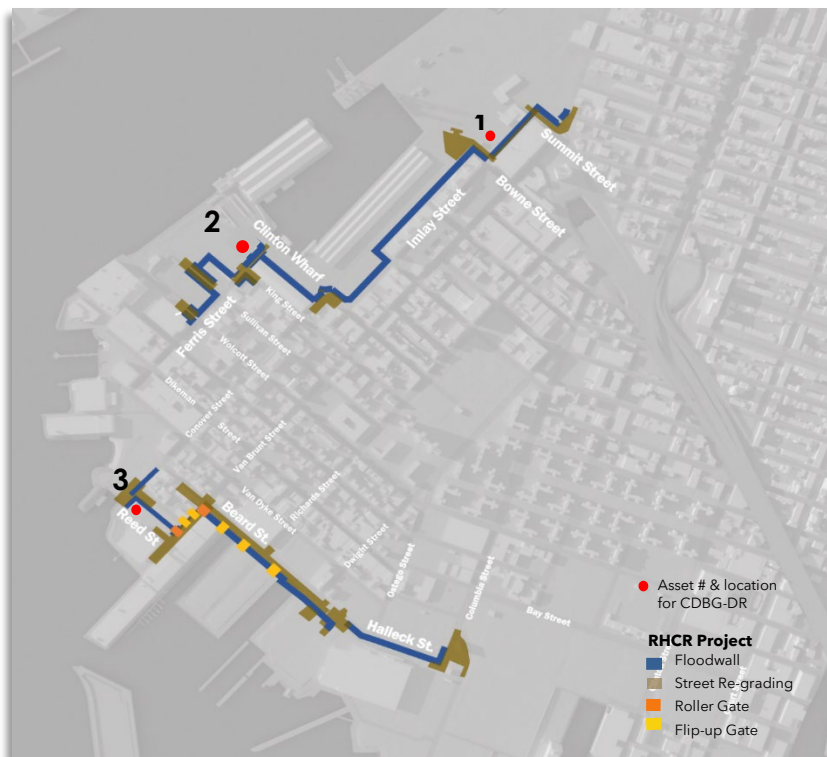 1
Summit Street
Bowne Street
Imlay Street
2
Clinton Wharf
King Street
Sullivan Street
Ferris Street
Wolcott Street
Dikeman
Street
Conover Street
Van Brunt Street
3
Reed St.
Van Dyke Street
Richards Street
Beard St.
Dwight Street
Ostego Street
Columbia Street
Halleck St.
Bay Street
Asset # & location
for CDBG-DR
RHCR Project
Floodwall
Street Re-grading
Roller Gate
Flip-up Gate